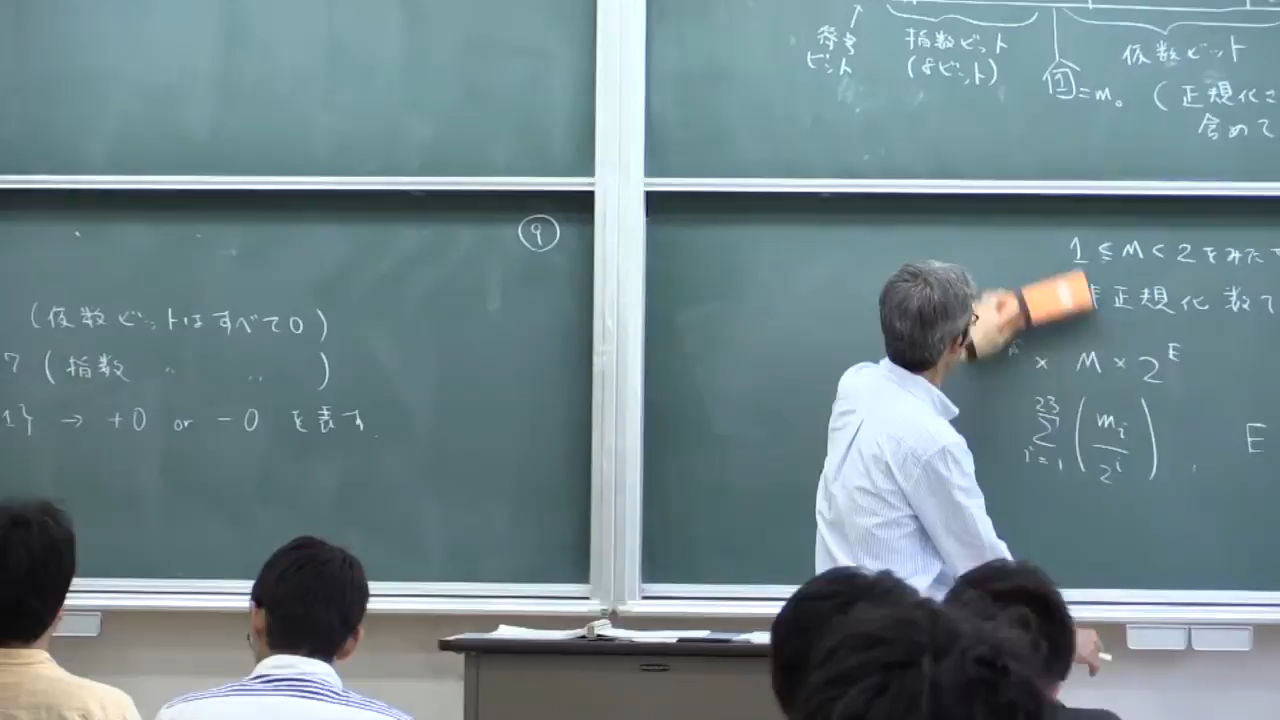 符号
ビット
指数ビット
(8ビット)
1 = m₀
仮数ビット
(正規化さ
含めて
9
(仮数ビットはすべて0)
7 (指数 〃 〃 )
1} → +0 or -0 を表す.
1 ≦ M < 2 をみたす
非正規化数で
× M × 2^E
23
Σ ( m_i / 2^i )
i=1
E